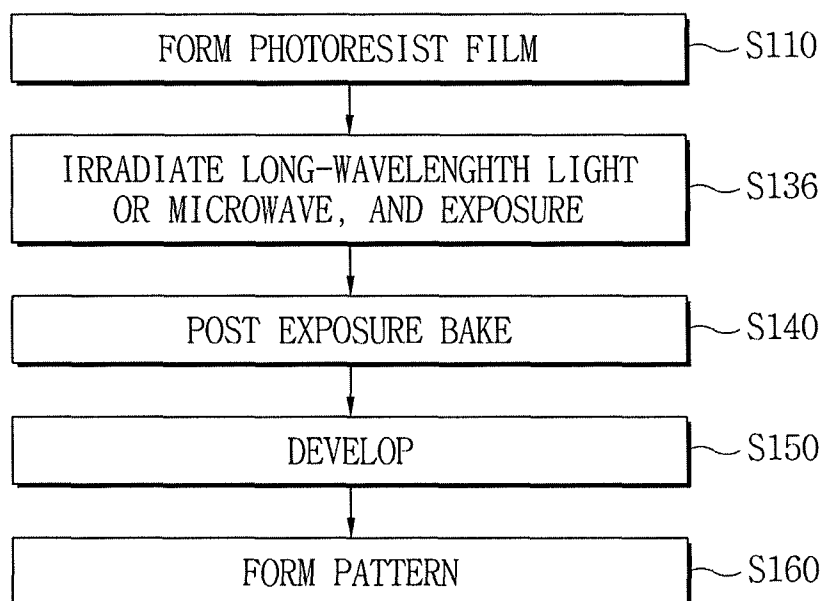 FORM PHOTORESIST FILM S110
IRRADIATE LONG-WAVELENGHTH LIGHT
OR MICROWAVE, AND EXPOSURE S136
POST EXPOSURE BAKE S140
DEVELOP S150
FORM PATTERN S160